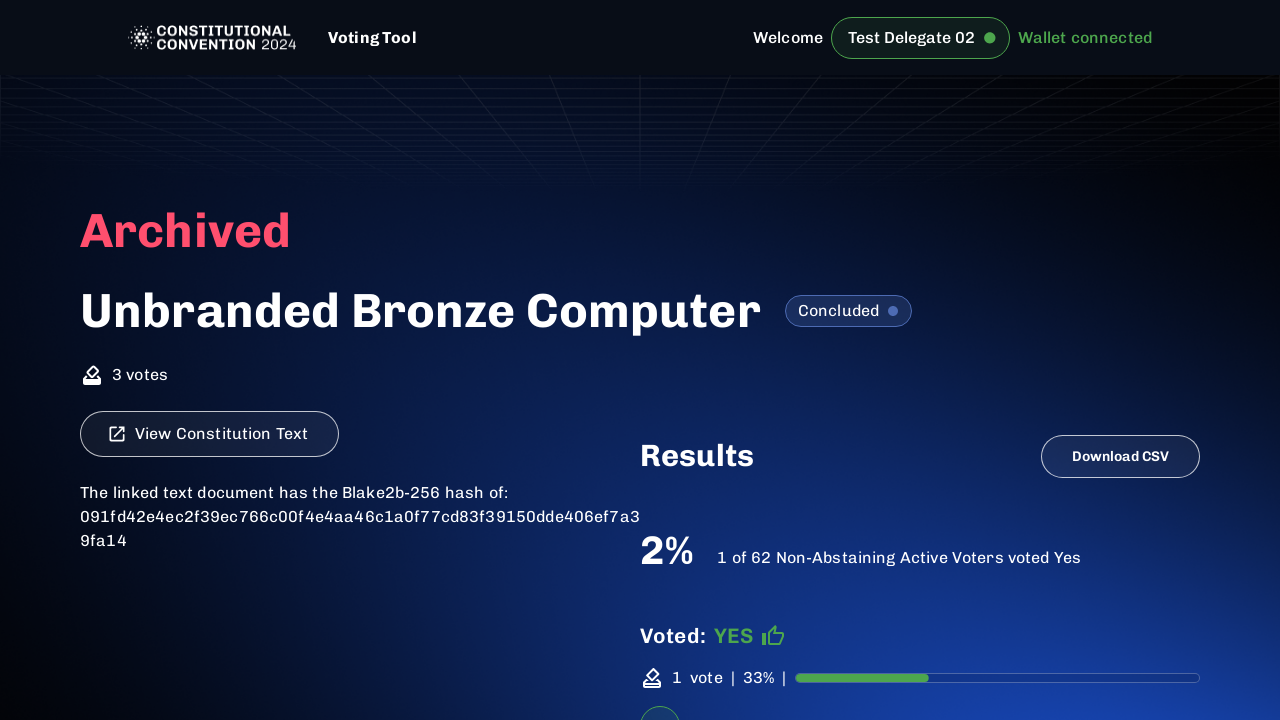 CONSTITUTIONAL
CONVENTION 2024
Voting Tool
Welcome
Test Delegate 02
Wallet connected
Archived
Unbranded Bronze Computer
Concluded
3 votes
View Constitution Text
The linked text document has the Blake2b-256 hash of:
091fd42e4ec2f39ec766c00f4e4aa46c1a0f77cd83f39150dde406ef7a3
9fa14
Results
Download CSV
2%
1 of 62 Non-Abstaining Active Voters voted Yes
Voted: YES
1 vote | 33% |